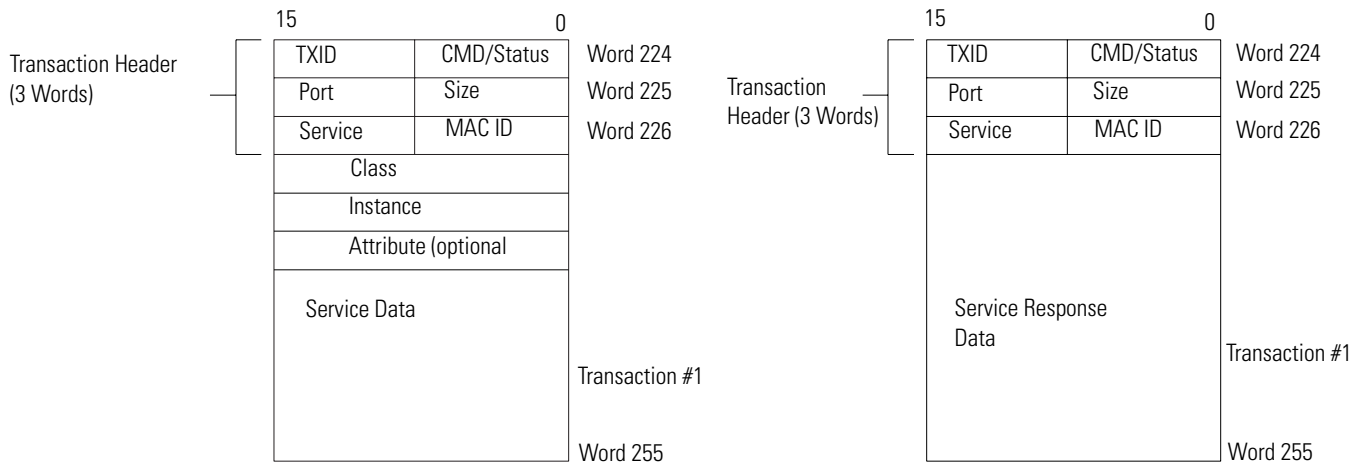 15 0
Transaction Header
(3 Words)
TXID CMD/Status Word 224
Port Size Word 225
Service MAC ID Word 226
Class
Instance
Attribute (optional
Service Data
Transaction #1
Word 255
15 0
Transaction
Header (3 Words)
TXID CMD/Status Word 224
Port Size Word 225
Service MAC ID Word 226
Service Response
Data
Transaction #1
Word 255